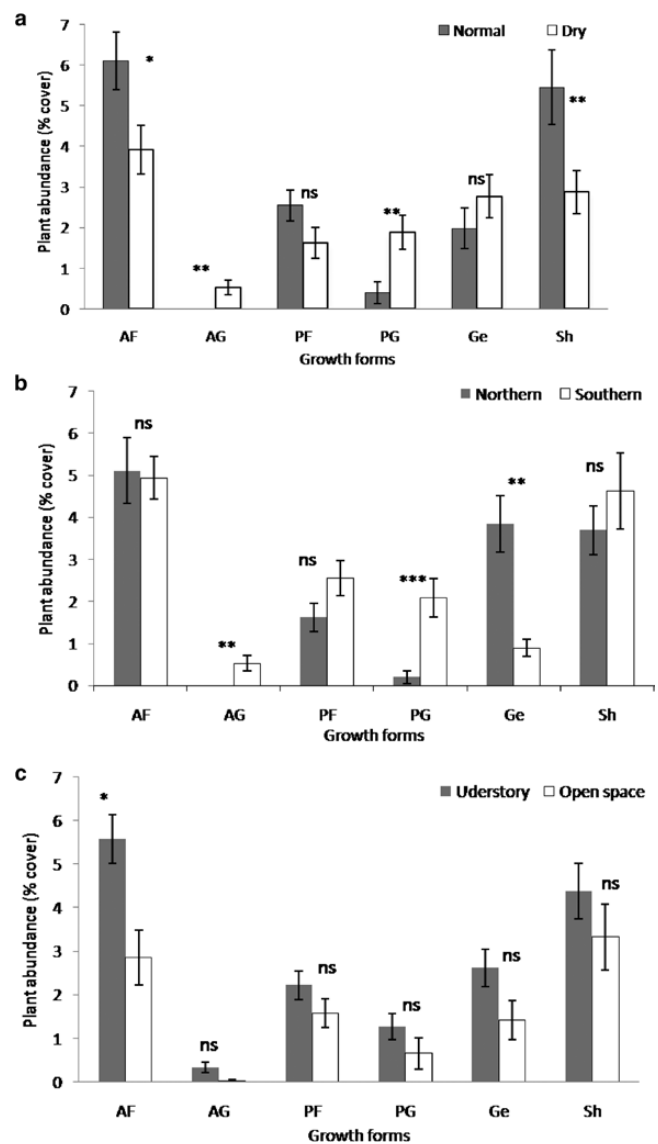 a
Normal Dry
Plant abundance (% cover)
7
6
5
4
3
2
1
0
*
**
ns
**
ns
**
AF AG PF PG Ge Sh
Growth forms
b
Northern Southern
Plant abundance (% cover)
7
6
5
4
3
2
1
0
ns
**
ns
***
**
ns
AF AG PF PG Ge Sh
Growth forms
c
Uderstory Open space
Plant abundance (% cover)
7
6
5
4
3
2
1
0
*
ns
ns
ns
ns
ns
AF AG PF PG Ge Sh
Growth forms